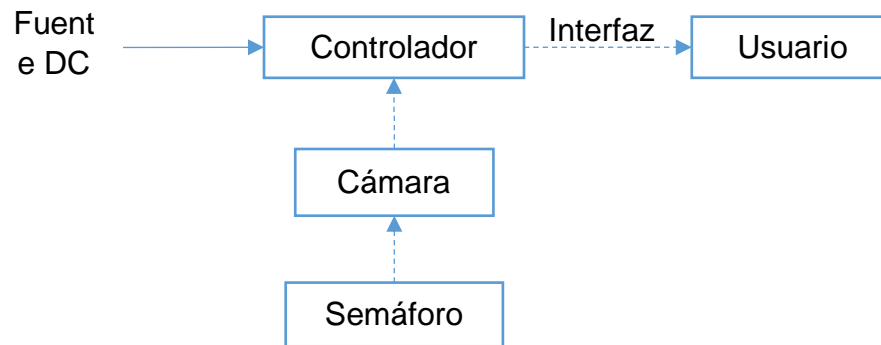 Fuent
e DC
Controlador
Interfaz
Usuario
Cámara
Semáforo